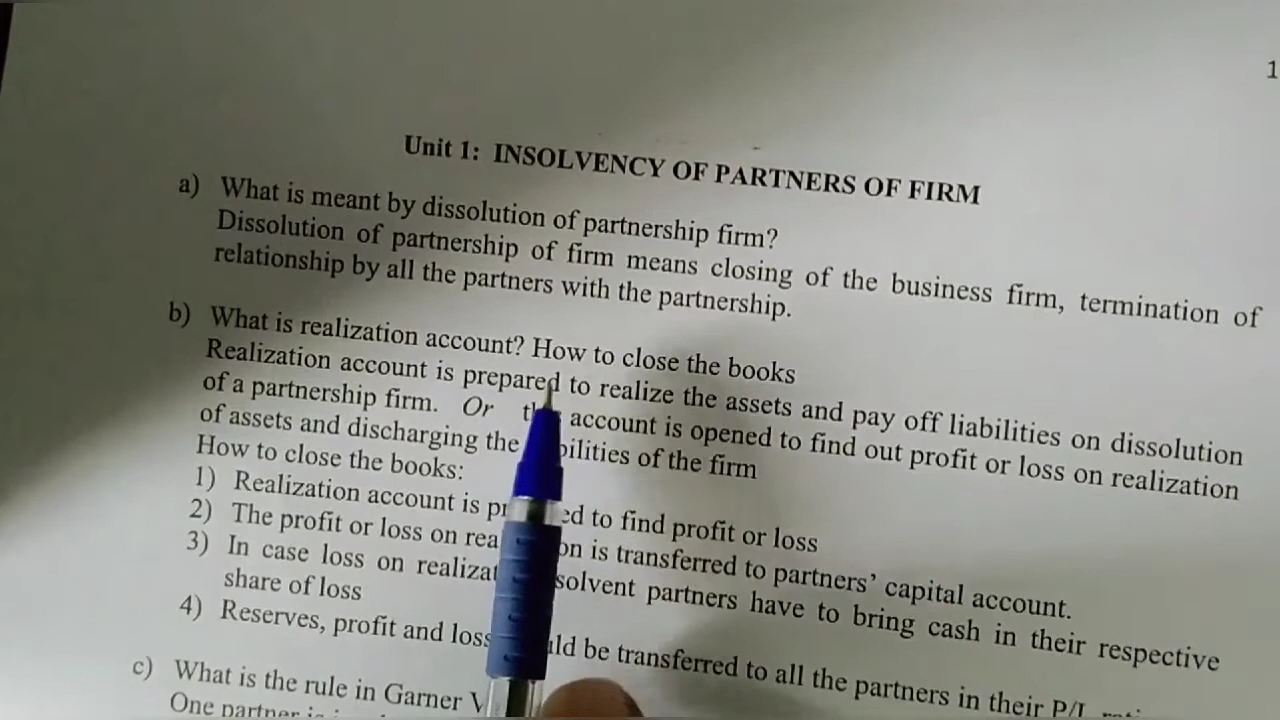 1
Unit 1: INSOLVENCY OF PARTNERS OF FIRM
a) What is meant by dissolution of partnership firm?
Dissolution of partnership of firm means closing of the business firm, termination of
relationship by all the partners with the partnership.
b) What is realization account? How to close the books
Realization account is prepared to realize the assets and pay off liabilities on dissolution
of a partnership firm. Or account is opened to find out profit or loss on realization
of assets and discharging the of the firm
How to close the books:
1) Realization account is to find profit or loss
2) The profit or loss on is transferred to partners' capital account.
3) In case loss on solvent partners have to bring cash in their respective
share of loss
4) Reserves, profit and loss be transferred to all the partners in their P/L
c) What is the rule in Garner
One partner